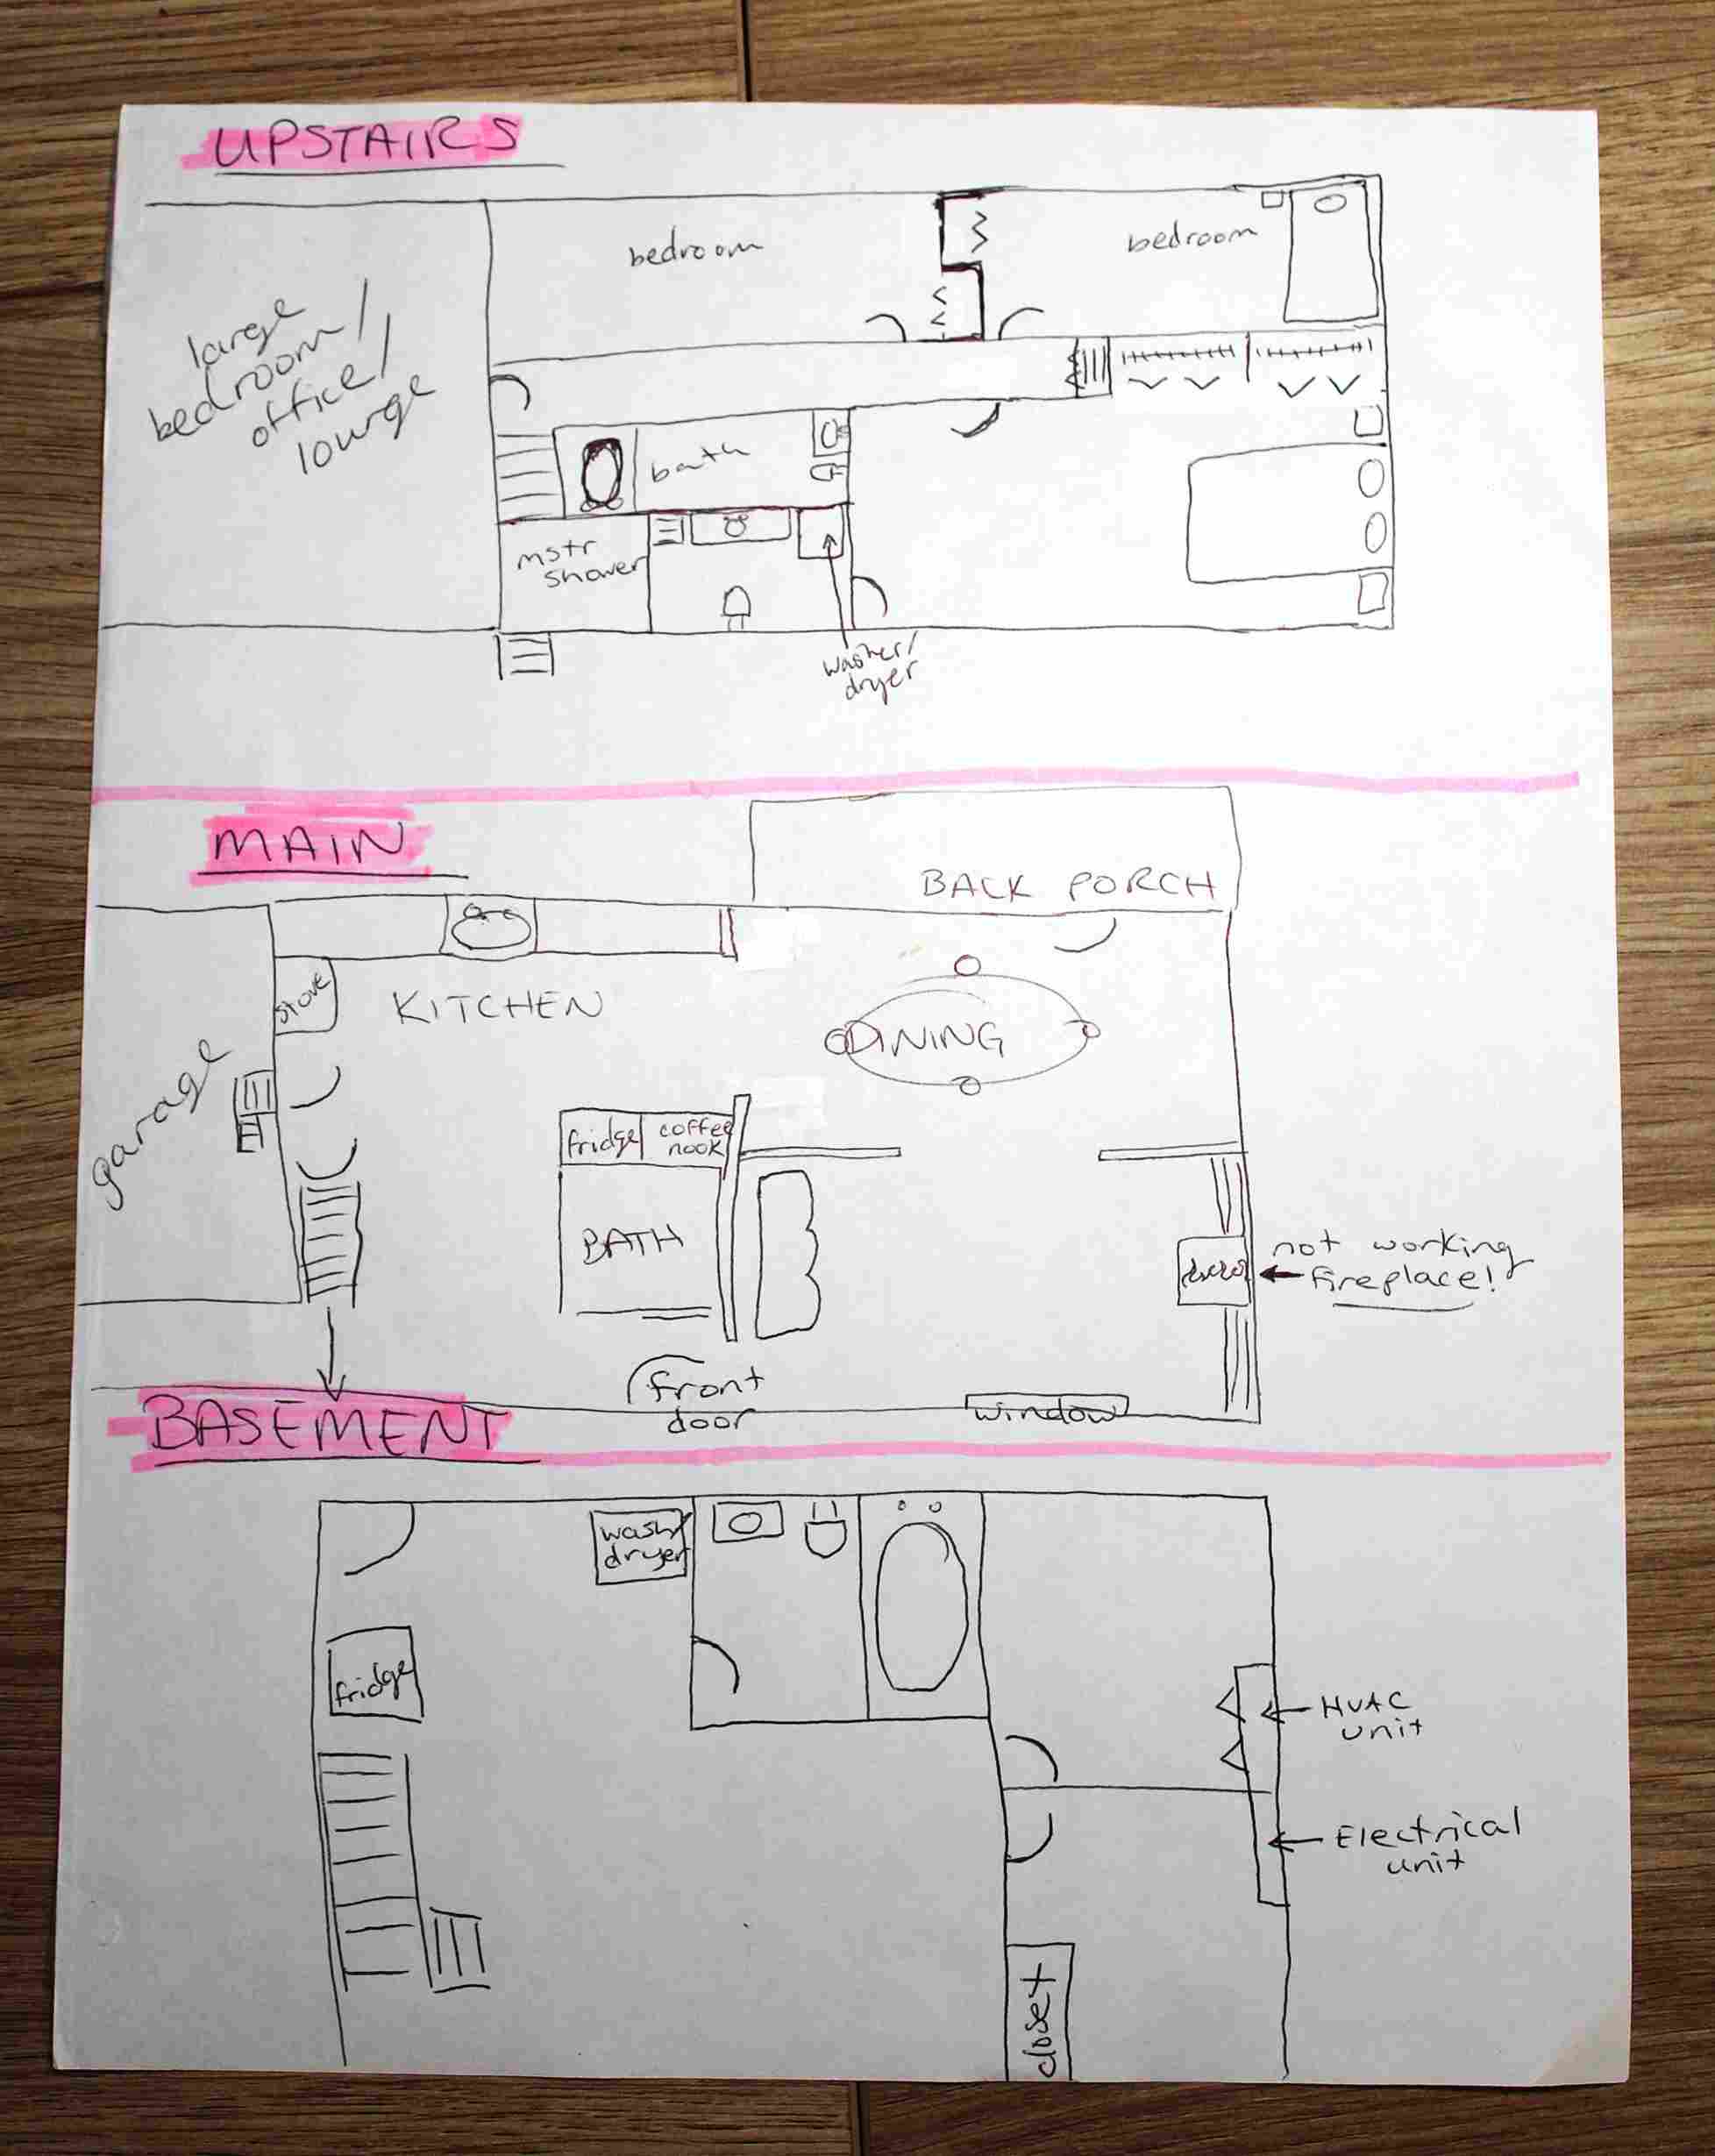 UPSTAIRS
bedroom
bedroom
large
bedroom/
office/
lounge
bath
mstr
shower
washer/
dryer
MAIN
BACK PORCH
stove
KITCHEN
DINING
garage
fridge
coffee
nook
BATH
not working
fireplace!
front
door
window
BASEMENT
wash/
dryer
fridge
HVAC
unit
Electrical
unit
closet